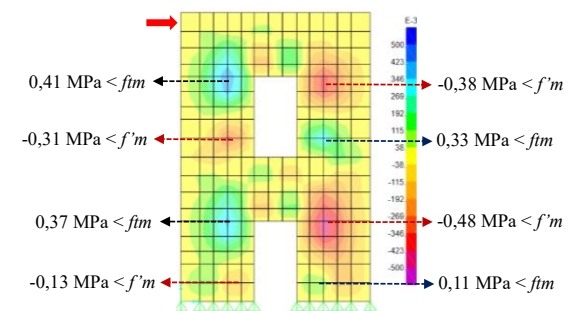 E-3
500
423
346
269
192
115
38
-38
-115
-192
-269
-346
-423
-500
0,41 MPa < ftm
-0,38 MPa < f’m
-0,31 MPa < f’m
0,33 MPa < ftm
0,37 MPa < ftm
-0,48 MPa < f’m
-0,13 MPa < f’m
0,11 MPa < ftm